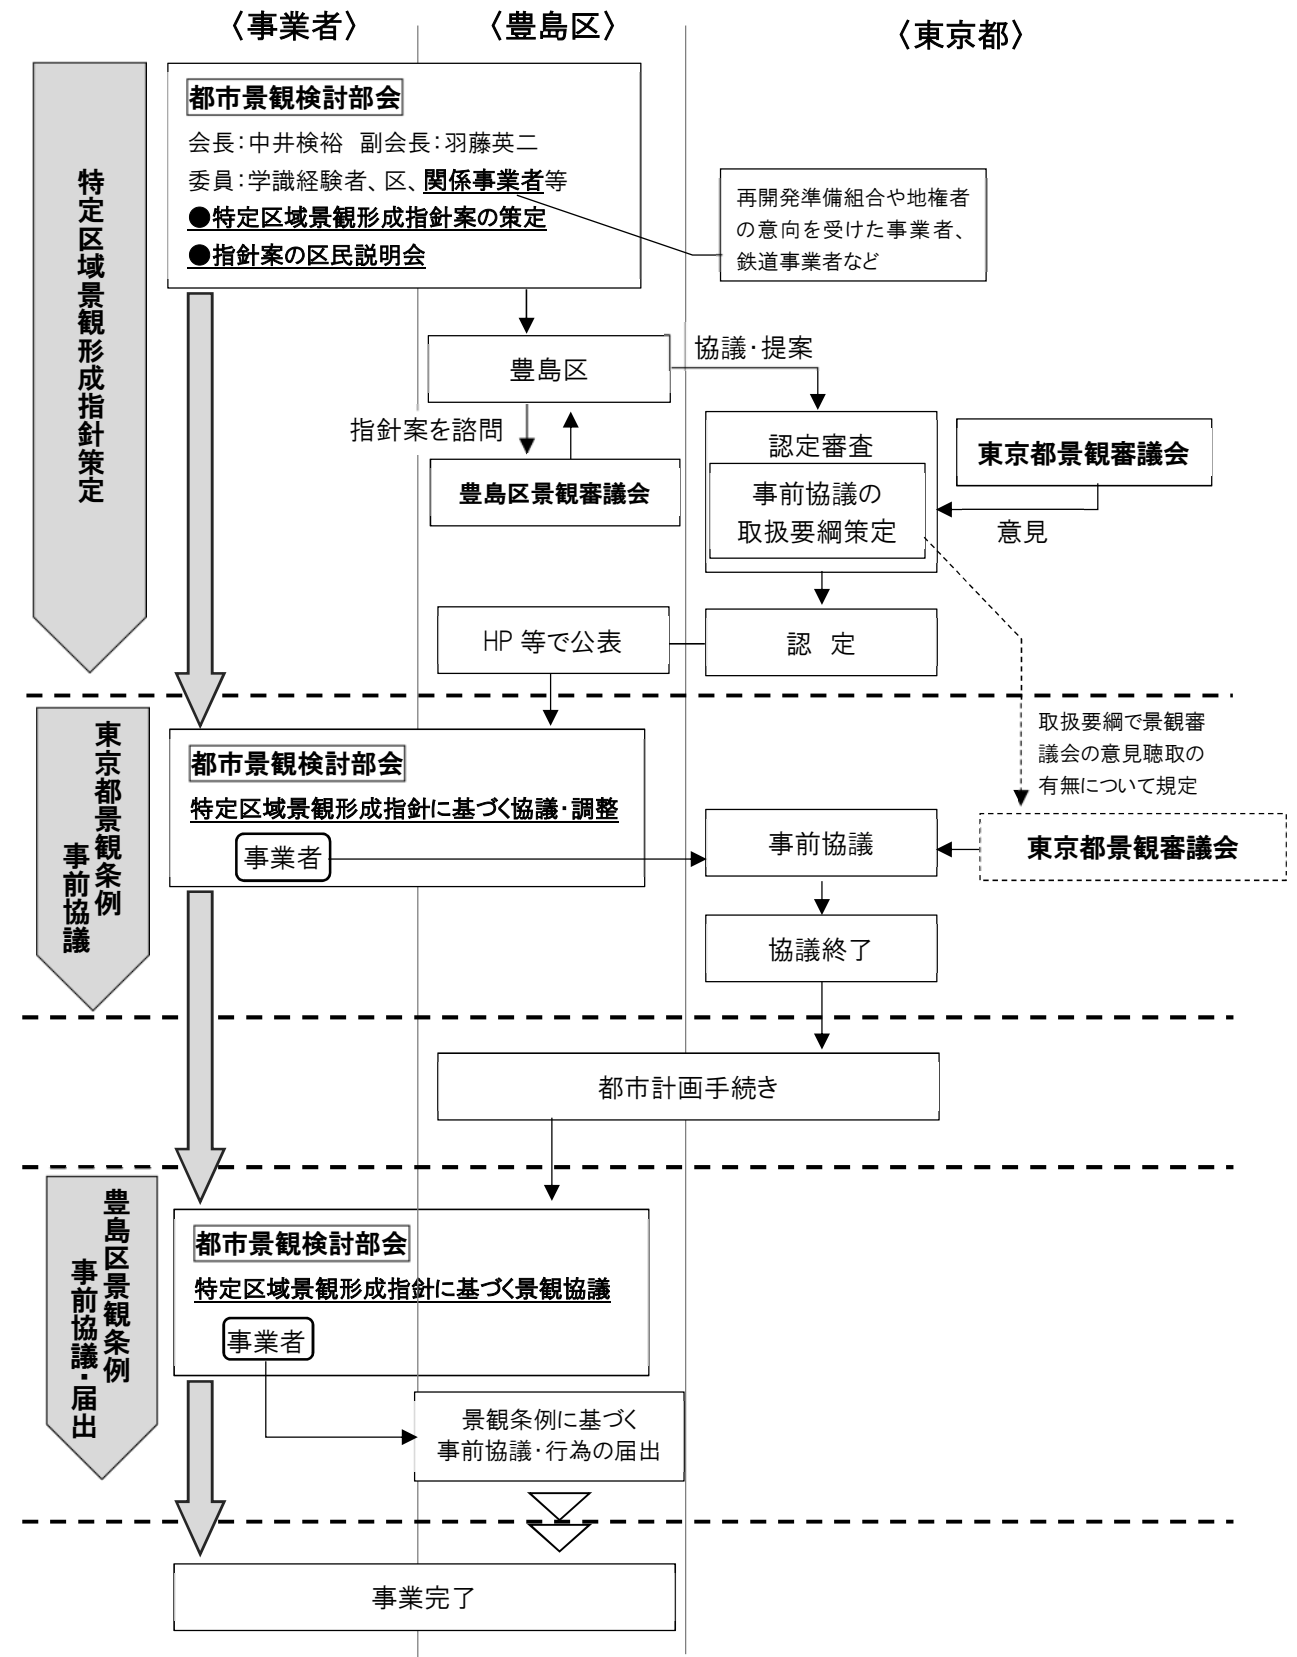 〈事業者〉
〈豊島区〉
〈東京都〉
特定区域景観形成指針策定
都市景観検討部会
会長：中井検裕　副会長：羽藤英二
委員：学識経験者、区、関係事業者等
●特定区域景観形成指針案の策定
●指針案の区民説明会
再開発準備組合や地権者
の意向を受けた事業者、
鉄道事業者など
豊島区
協議・提案
指針案を諮問
豊島区景観審議会
認定審査
事前協議の
取扱要綱策定
東京都景観審議会
意見
HP 等で公表
認　定
東京都景観条例
事前協議
都市景観検討部会
特定区域景観形成指針に基づく協議・調整
事業者
取扱要綱で景観審
議会の意見聴取の
有無について規定
事前協議
東京都景観審議会
協議終了
都市計画手続き
豊島区景観条例
事前協議・届出
都市景観検討部会
特定区域景観形成指針に基づく景観協議
事業者
景観条例に基づく
事前協議・行為の届出
事業完了